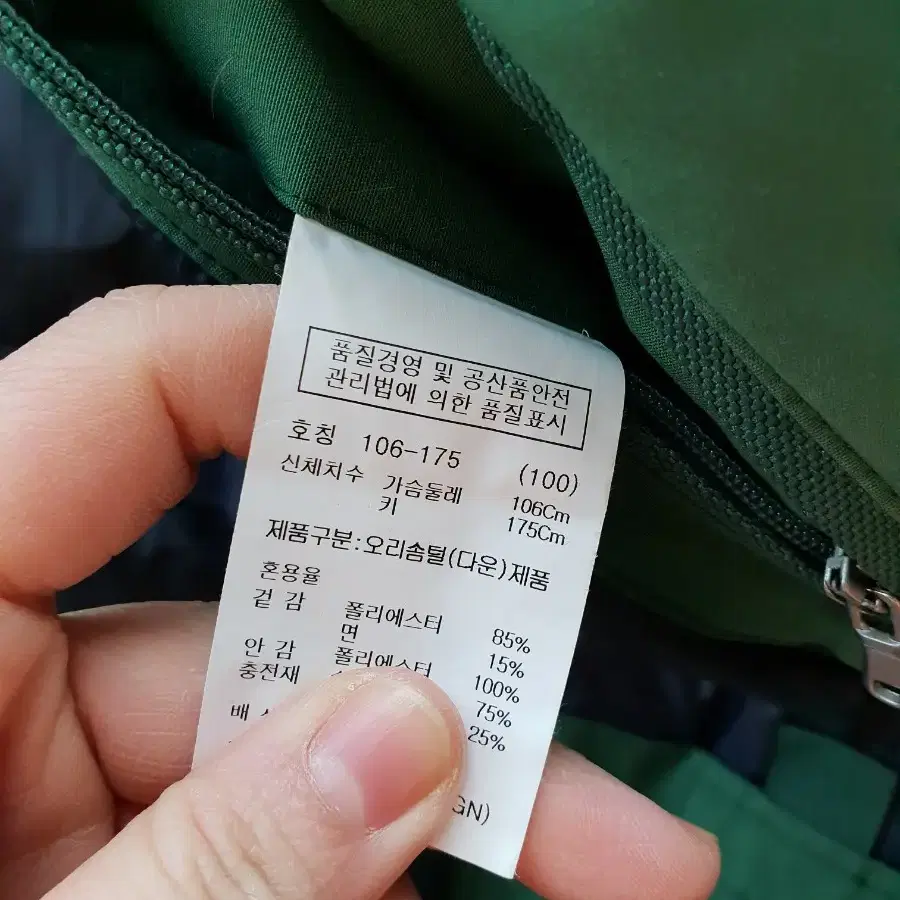 품질경영 및 공산품안전
관리법에 의한 품질표시
호칭 106-175 (100)
신체치수 가슴둘레 106Cm
키 175Cm
제품구분:오리솜털(다운)제품
혼용율
겉감 폴리에스터 85%
면 15%
안감 폴리에스터 100%
충전재 75%
25%
GN)